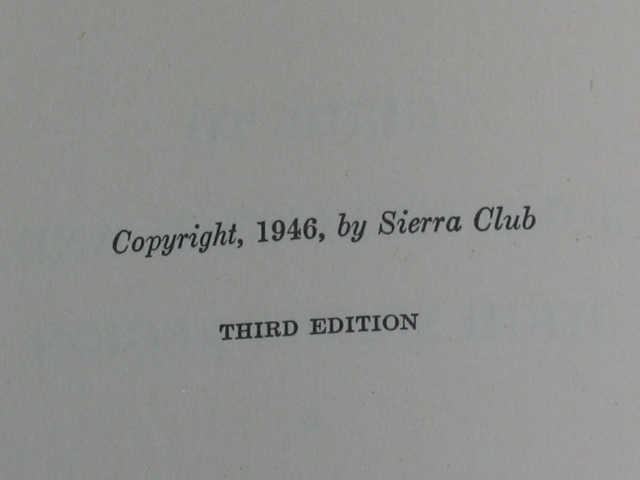 Copyright, 1946, by Sierra Club
THIRD EDITION